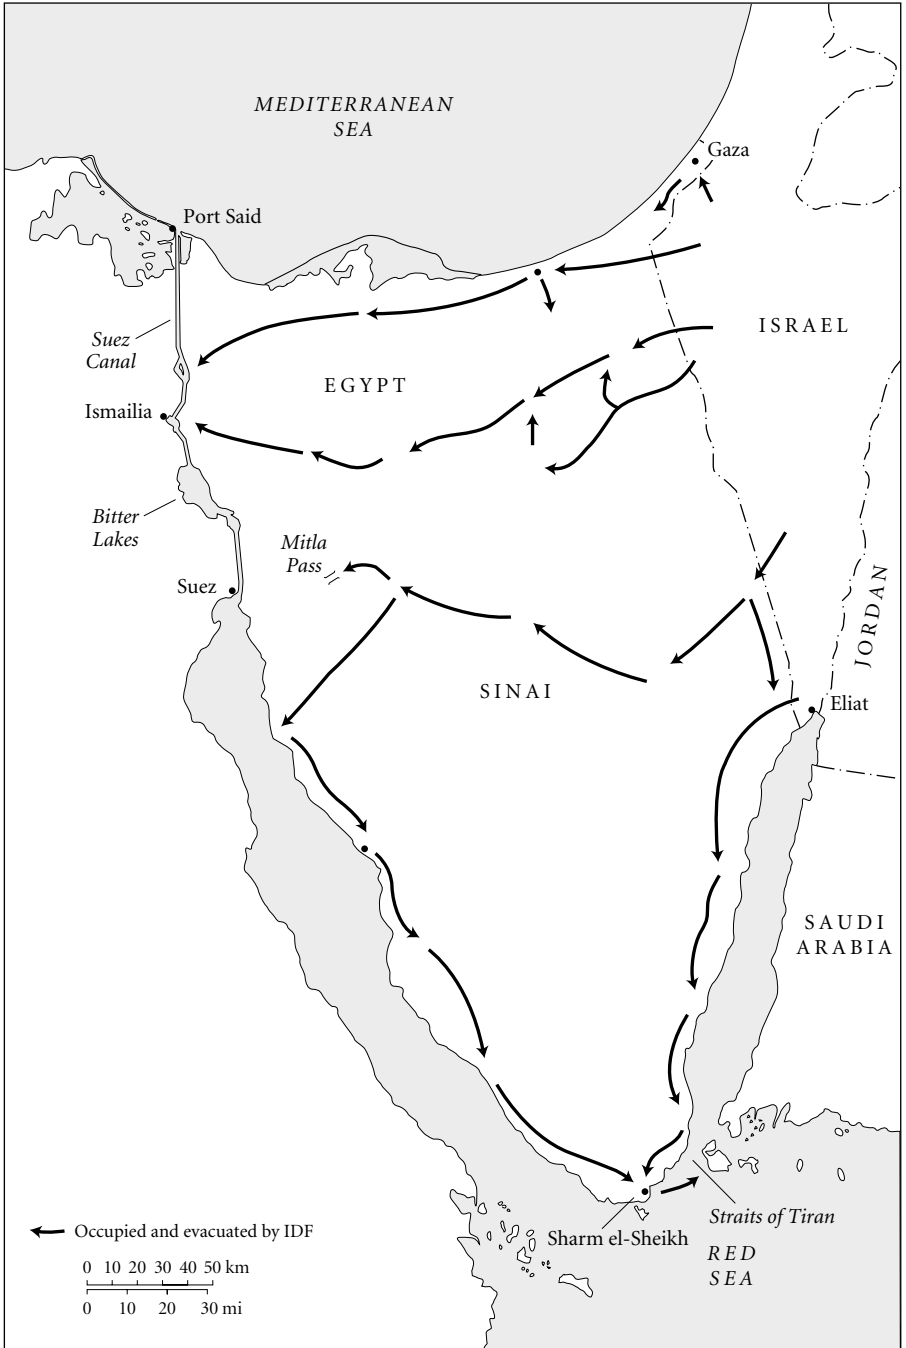 MEDITERRANEAN
SEA
Gaza
Port Said
ISRAEL
Suez
Canal
EGYPT
Ismailia
Bitter
Lakes
Mitla
Pass
Suez
JORDAN
SINAI
Eliat
SAUDI
ARABIA
Straits of Tiran
Occupied and evacuated by IDF
Sharm el-Sheikh
RED
SEA
0 10 20 30 40 50 km
0 10 20 30 mi